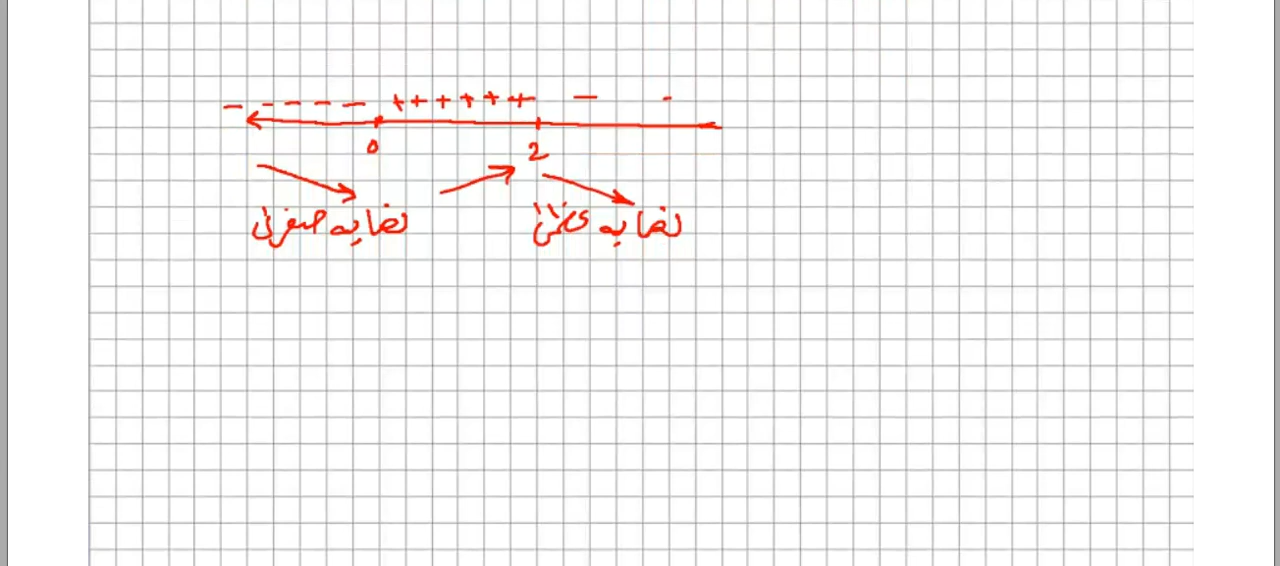 - - - - - - + + + + + + - -
0 2
نهاية صغرى نهاية عظمى